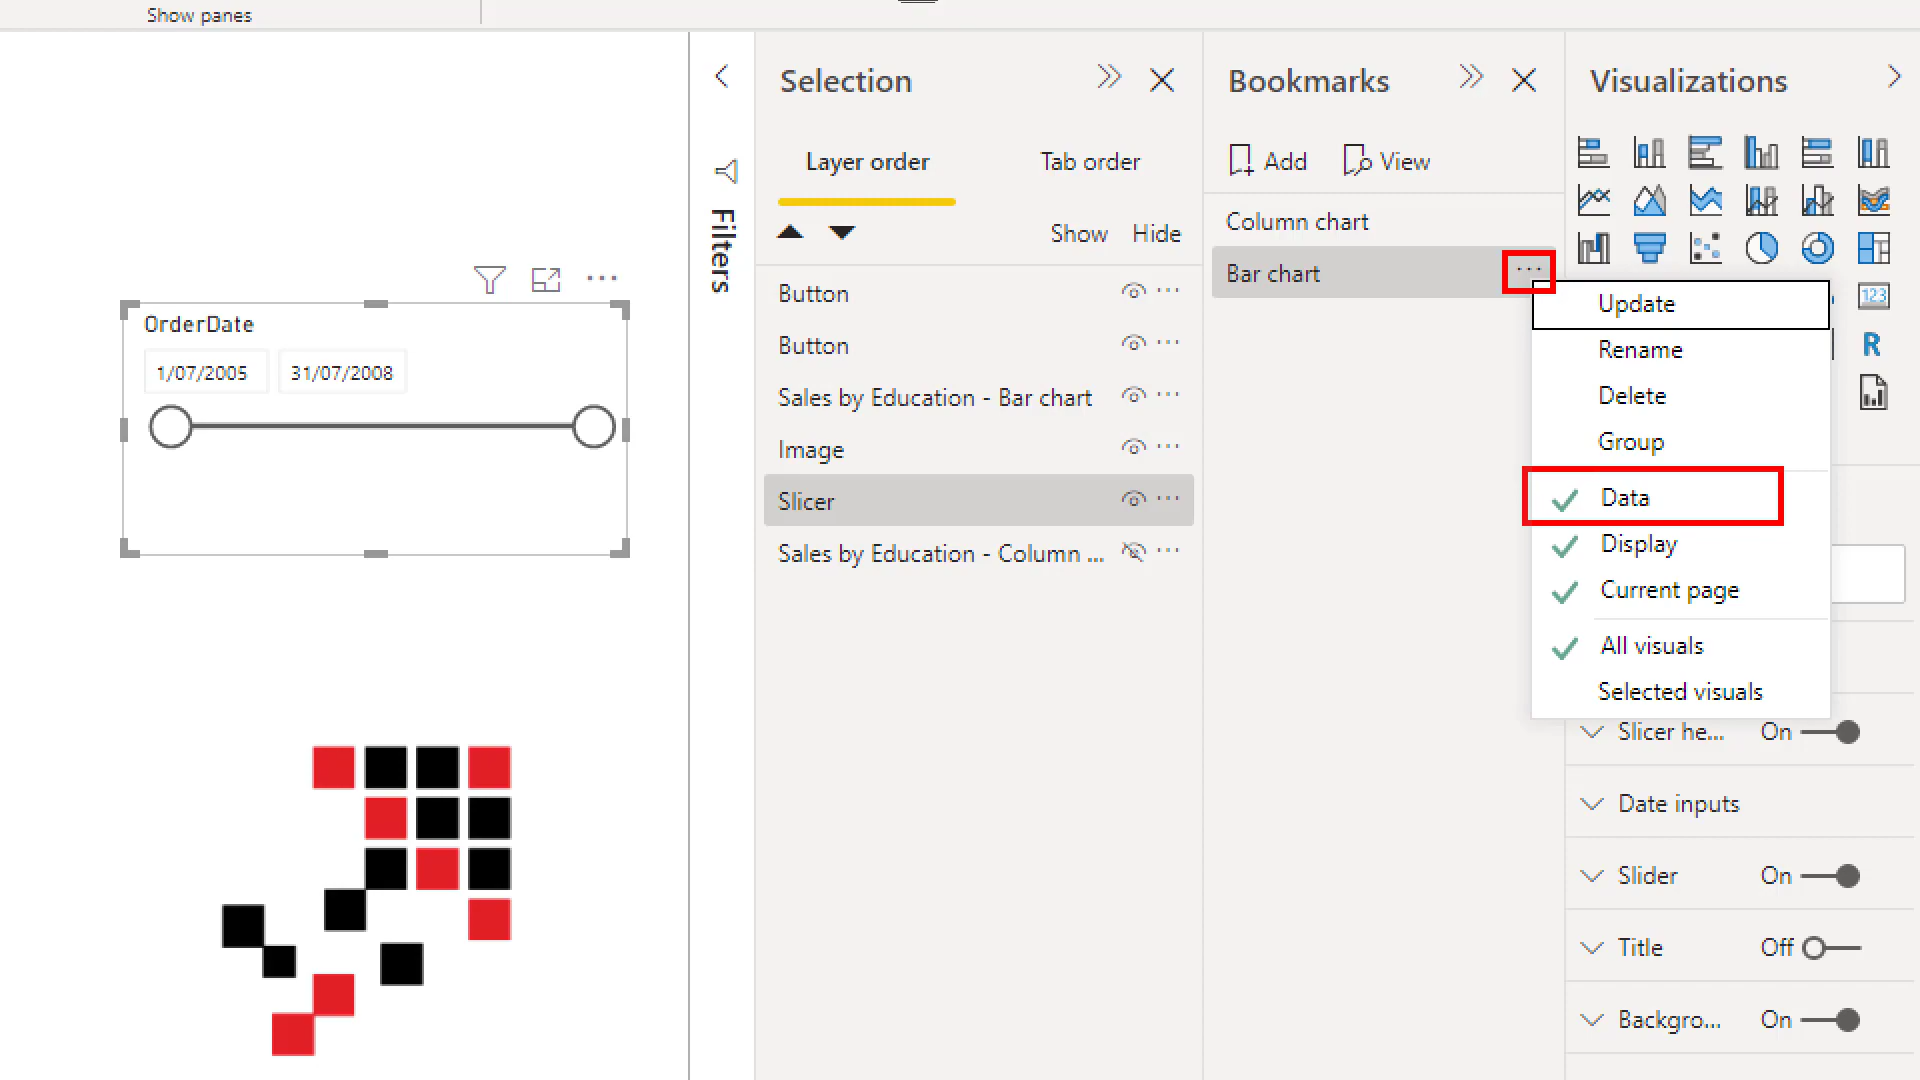 Show panes
OrderDate
1/07/2005
31/07/2008
Filters
Selection
Layer order
Tab order
Show
Hide
Button
Button
Sales by Education - Bar chart
Image
Slicer
Sales by Education - Column ...
Bookmarks
Add
View
Column chart
Bar chart
Update
Rename
Delete
Group
Data
Display
Current page
All visuals
Selected visuals
Visualizations
123
R
Slicer he...
On
Date inputs
Slider
On
Title
Off
Backgro...
On